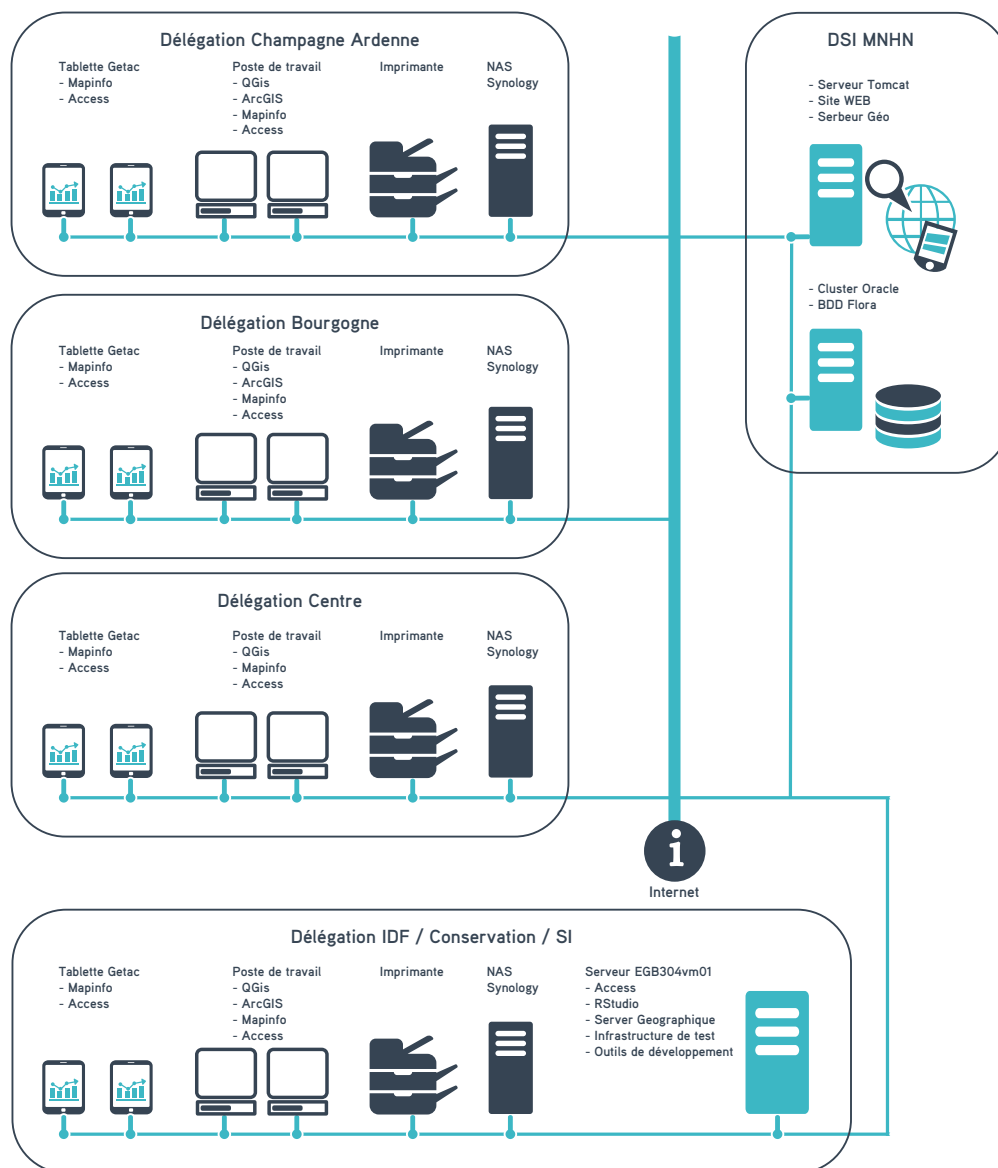 Délégation Champagne Ardenne
Tablette Getac
- Mapinfo
- Access
Poste de travail
- QGis
- ArcGIS
- Mapinfo
- Access
Imprimante
NAS
Synology
DSI MNHN
- Serveur Tomcat
- Site WEB
- Serbeur Géo
- Cluster Oracle
- BDD Flora
Délégation Bourgogne
Tablette Getac
- Mapinfo
- Access
Poste de travail
- QGis
- ArcGIS
- Mapinfo
- Access
Imprimante
NAS
Synology
Délégation Centre
Tablette Getac
- Mapinfo
- Access
Poste de travail
- QGis
- Mapinfo
- Access
Imprimante
NAS
Synology
i
Internet
Délégation IDF / Conservation / SI
Tablette Getac
- Mapinfo
- Access
Poste de travail
- QGis
- ArcGIS
- Mapinfo
- Access
Imprimante
NAS
Synology
Serveur EGB304vm01
- Access
- RStudio
- Server Geographique
- Infrastructure de test
- Outils de développement